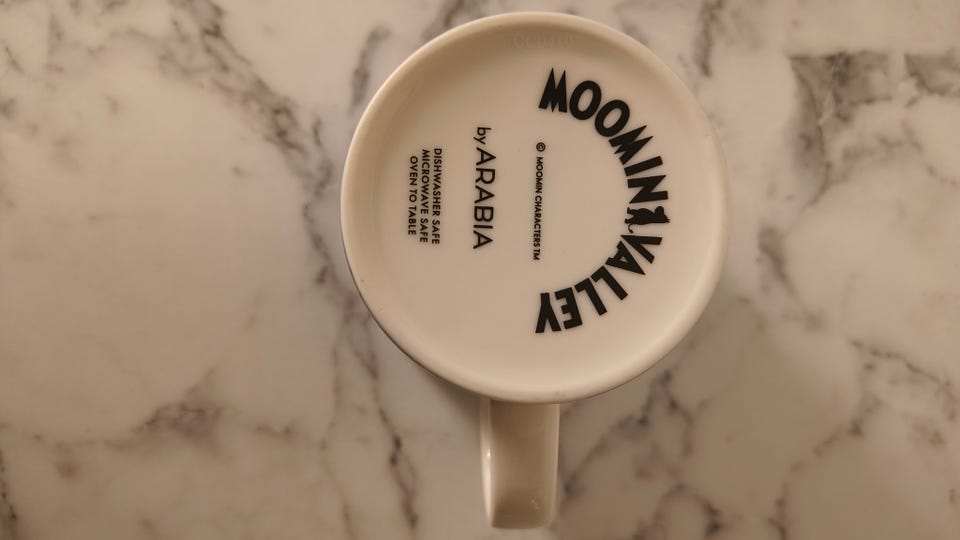 MOOMINVALLEY
© MOOMIN CHARACTERS TM
by ARABIA
DISHWASHER SAFE
MICROWAVE SAFE
OVEN TO TABLE